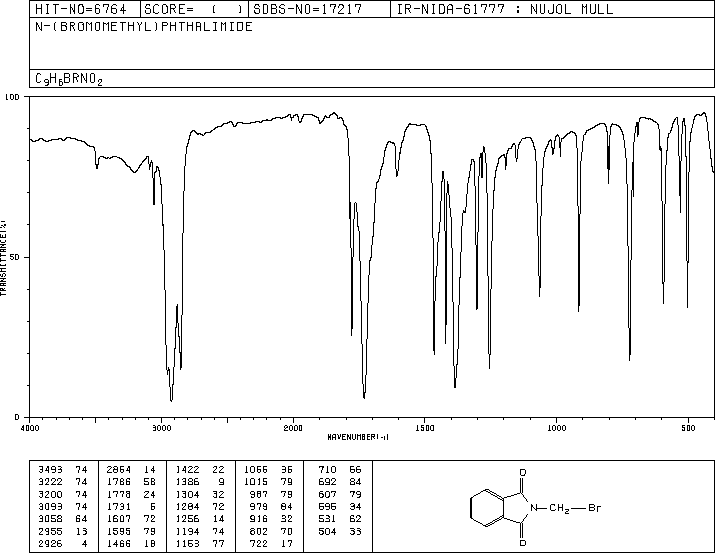 HIT-NO=6764 SCORE= ( ) SDBS-NO=17217 IR-NIDA-61777 : NUJOL MULL
N-(BROMOMETHYL)PHTHALIMIDE
C9H6BRNO2
100
50
0
TRANSMITTANCE(%)
4000 3000 2000 1500 1000 500
WAVENUMBER(-1)
3493 74 2854 14 1422 22 1066 36 710 66
3222 74 1786 58 1386 9 1015 79 692 84
3200 74 1778 24 1304 32 987 79 607 79
3093 74 1731 6 1284 72 979 84 595 34
3058 64 1607 72 1256 14 916 32 531 62
2955 13 1595 79 1194 74 802 70 504 33
2926 4 1466 18 1153 77 722 17
O
N CH2 Br
O